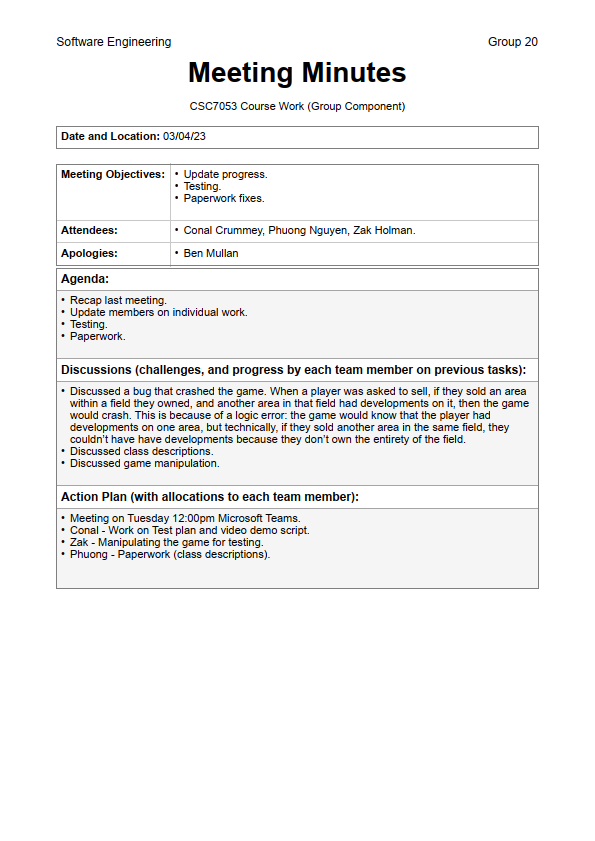 Software Engineering Group 20
Meeting Minutes
CSC7053 Course Work (Group Component)
Date and Location: 03/04/23
Meeting Objectives:
• Update progress.
• Testing.
• Paperwork fixes.
Attendees:
• Conal Crummey, Phuong Nguyen, Zak Holman.
Apologies:
• Ben Mullan
Agenda:
• Recap last meeting.
• Update members on individual work.
• Testing.
• Paperwork.
Discussions (challenges, and progress by each team member on previous tasks):
• Discussed a bug that crashed the game. When a player was asked to sell, if they sold an area
within a field they owned, and another area in that field had developments on it, then the game
would crash. This is because of a logic error: the game would know that the player had
developments on one area, but technically, if they sold another area in the same field, they
couldn't have have developments because they don't own the entirety of the field.
• Discussed class descriptions.
• Discussed game manipulation.
Action Plan (with allocations to each team member):
• Meeting on Tuesday 12:00pm Microsoft Teams.
• Conal - Work on Test plan and video demo script.
• Zak - Manipulating the game for testing.
• Phuong - Paperwork (class descriptions).